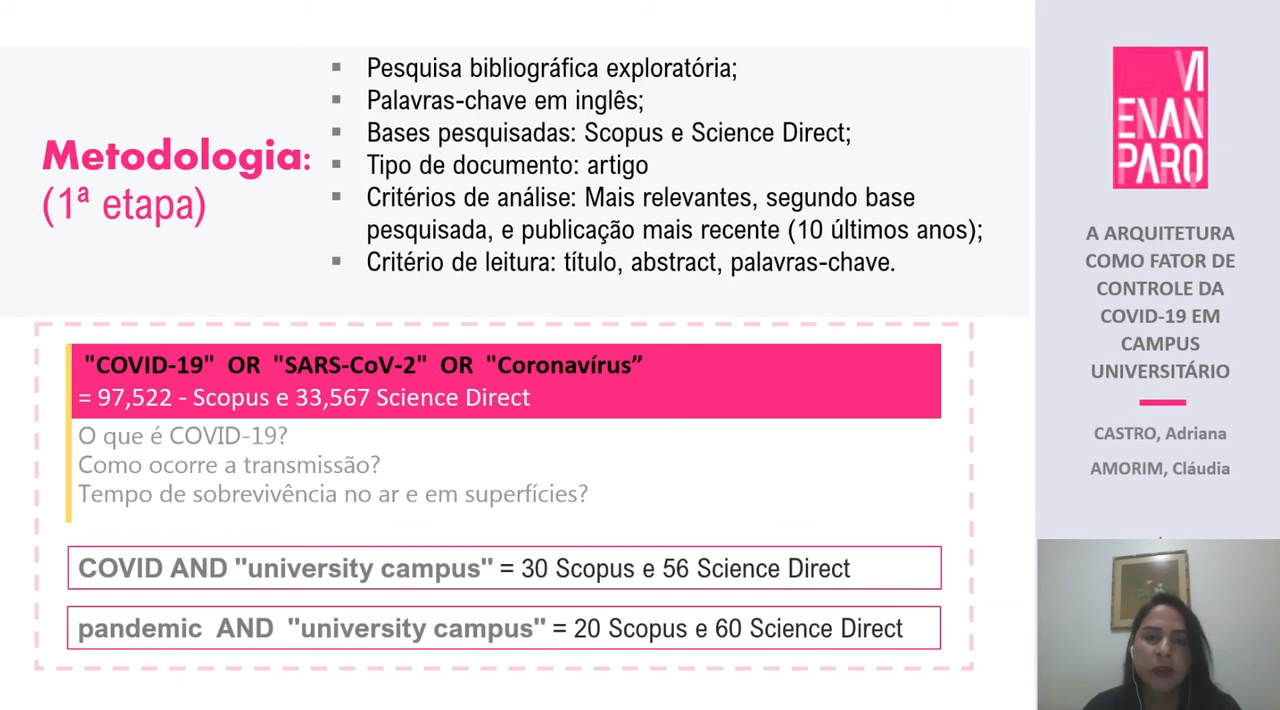 Metodologia:
(1ª etapa)
▪ Pesquisa bibliográfica exploratória;
▪ Palavras-chave em inglês;
▪ Bases pesquisadas: Scopus e Science Direct;
▪ Tipo de documento: artigo
▪ Critérios de análise: Mais relevantes, segundo base
pesquisada, e publicação mais recente (10 últimos anos);
▪ Critério de leitura: título, abstract, palavras-chave.
"COVID-19" OR "SARS-CoV-2" OR "Coronavírus”
= 97,522 - Scopus e 33,567 Science Direct
O que é COVID-19?
Como ocorre a transmissão?
Tempo de sobrevivência no ar e em superfícies?
COVID AND "university campus" = 30 Scopus e 56 Science Direct
pandemic AND "university campus" = 20 Scopus e 60 Science Direct
VI
ENAN
PARQ
A ARQUITETURA
COMO FATOR DE
CONTROLE DA
COVID-19 EM
CAMPUS
UNIVERSITÁRIO
CASTRO, Adriana
AMORIM, Cláudia